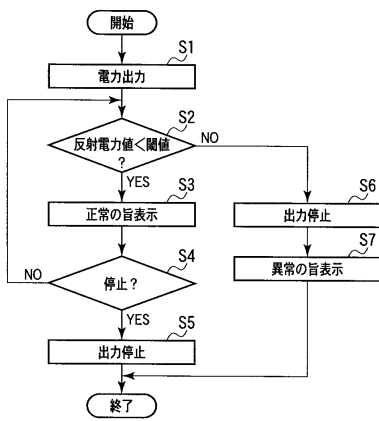 開始
S1
電力出力
S2
反射電力値<閾値
?
NO
YES
S3
正常の旨表示
S6
出力停止
S7
異常の旨表示
S4
停止?
NO
YES
S5
出力停止
終了